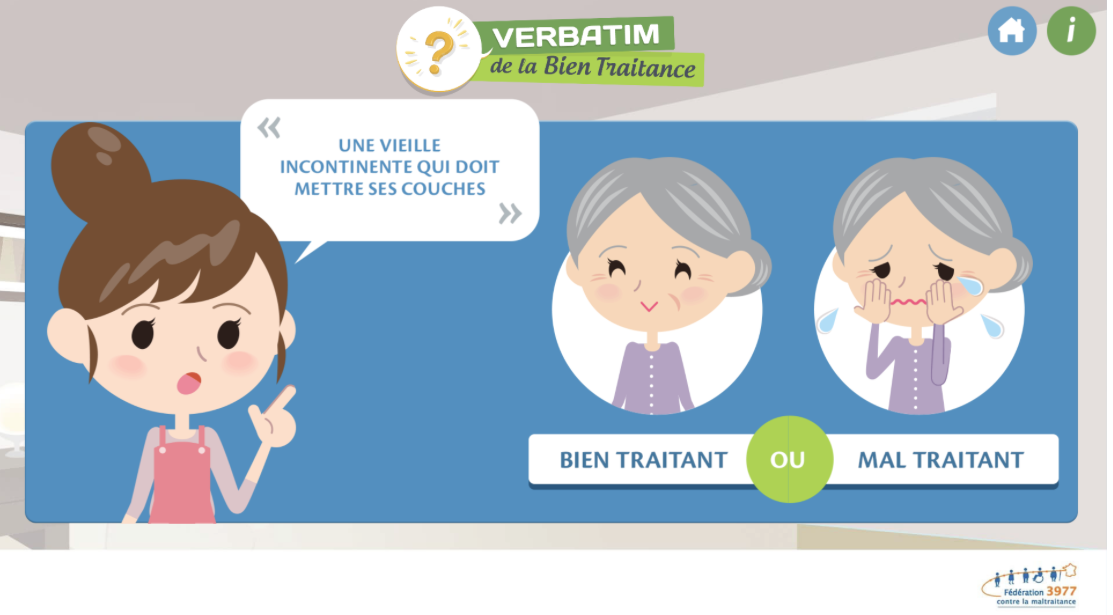 ?
VERBATIM
de la Bien Traitance
i
«
UNE VIEILLE
INCONTINENTE QUI DOIT
METTRE SES COUCHES
»
BIEN TRAITANT OU MAL TRAITANT
Fédération 3977
contre la maltraitance